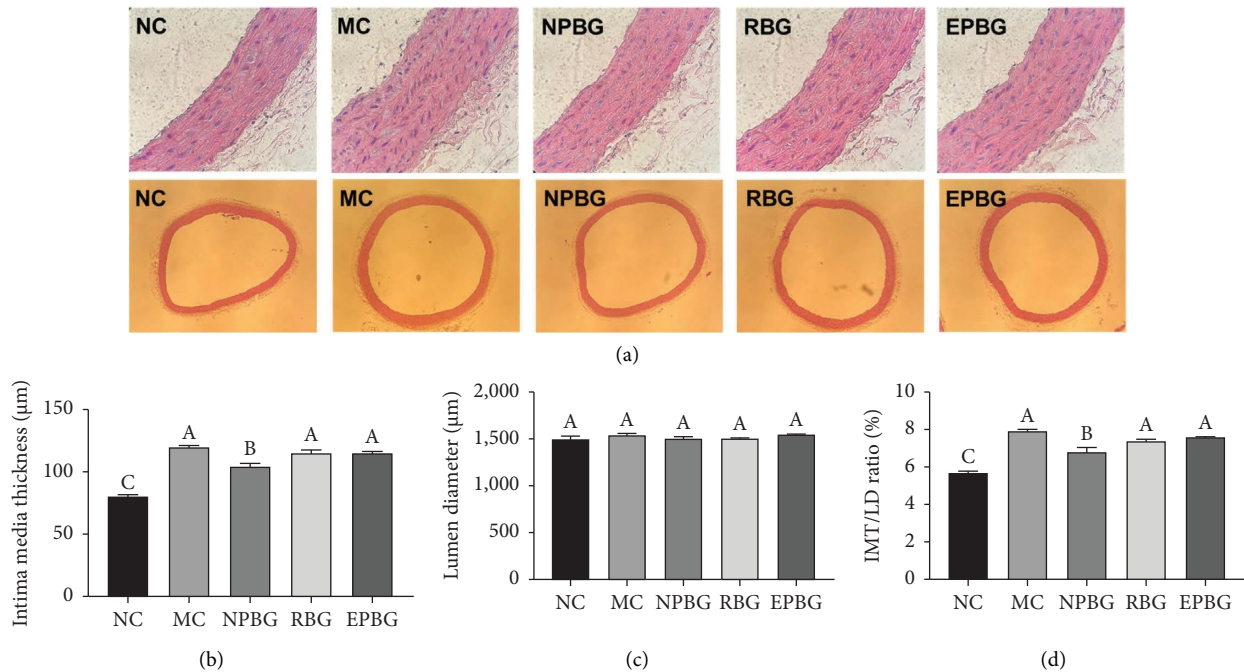 NC MC NPBG RBG EPBG
NC MC NPBG RBG EPBG
(a)
Intima media thickness (μm)
150
100
50
0
C A B A A
NC MC NPBG RBG EPBG
(b)
Lumen diameter (μm)
2,000
1,500
1,000
500
0
A A A A A
NC MC NPBG RBG EPBG
(c)
IMT/LD ratio (%)
10
8
6
4
2
0
C A B A A
NC MC NPBG RBG EPBG
(d)